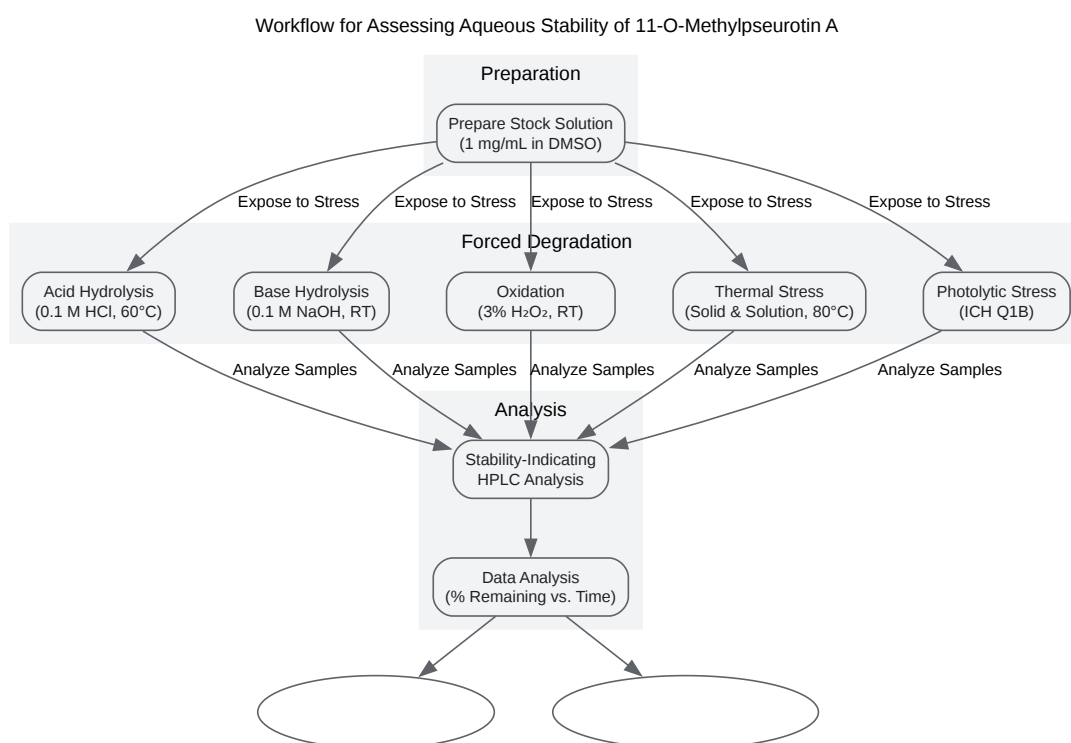 Workflow for Assessing Aqueous Stability of 11-O-Methylpseurotin A
Preparation
Prepare Stock Solution
(1 mg/mL in DMSO)
Expose to Stress
Expose to Stress
Expose to Stress
Expose to Stress
Expose to Stress
Forced Degradation
Acid Hydrolysis
(0.1 M HCl, 60°C)
Base Hydrolysis
(0.1 M NaOH, RT)
Oxidation
(3% H₂O₂, RT)
Thermal Stress
(Solid & Solution, 80°C)
Photolytic Stress
(ICH Q1B)
Analyze Samples
Analyze Samples
Analyze Samples
Analyze Samples
Analyze Samples
Analysis
Stability-Indicating
HPLC Analysis
Data Analysis
(% Remaining vs. Time)